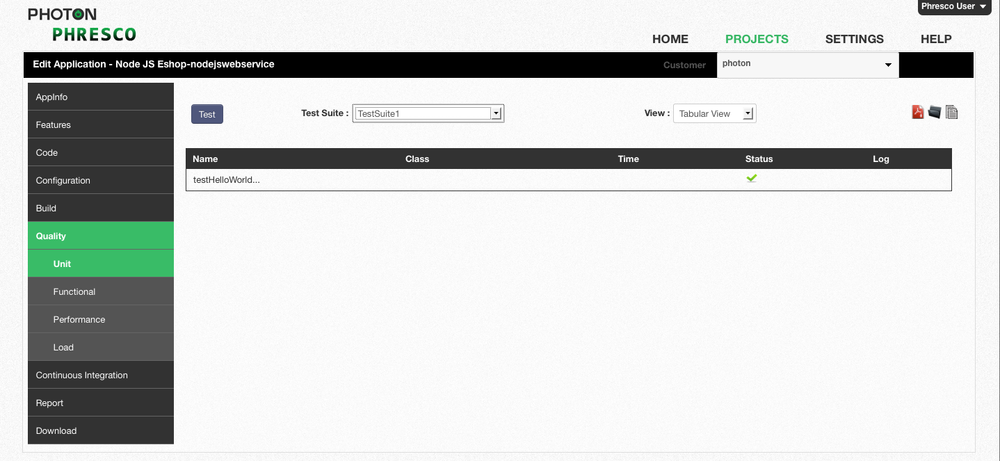 PHOTON
PHRESCO
Phresco User
HOME PROJECTS SETTINGS HELP
Edit Application - Node JS Eshop-nodejswebservice Customer photon
AppInfo
Features
Code
Configuration
Build
Quality
Unit
Functional
Performance
Load
Continuous Integration
Report
Download
Test Test Suite : TestSuite1 View : Tabular View
Name Class Time Status Log
testHelloWorld...